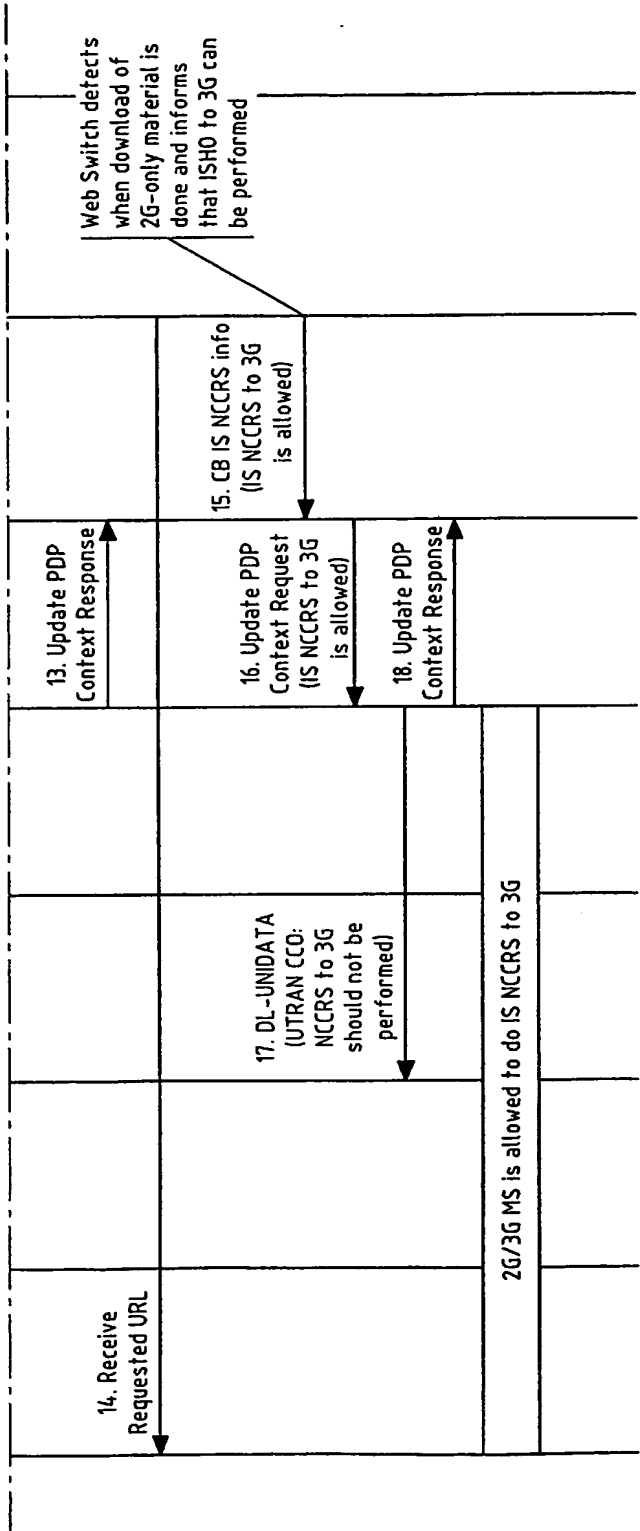 13. Update PDP
Context Response
14. Receive
Requested URL
Web Switch detects
when download of
2G-only material is
done and informs
that ISHO to 3G can
be performed
15. CB IS NCCRS info
(IS NCCRS to 3G
is allowed)
16. Update PDP
Context Request
(IS NCCRS to 3G
is allowed)
17. DL-UNIDATA
(UTRAN CCO:
NCCRS to 3G
should not be
performed)
18. Update PDP
Context Response
2G/3G MS is allowed to do IS NCCRS to 3G